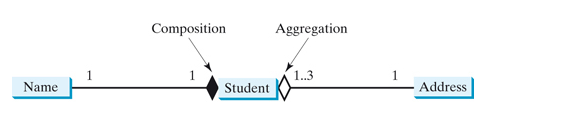 Composition Aggregation
1 1 1..3 1
Name Student Address